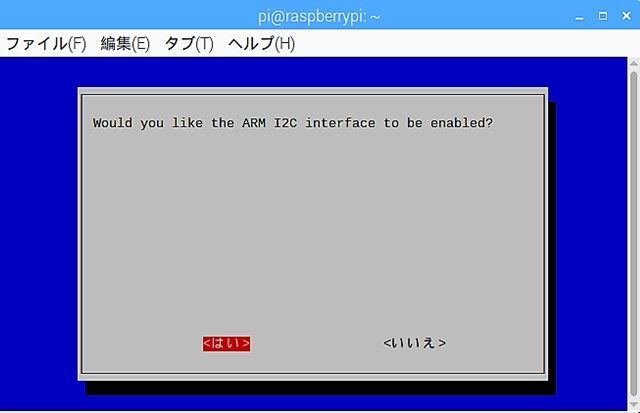 pi@raspberrypi: ~
ファイル(F) 編集(E) タブ(T) ヘルプ(H)
Would you like the ARM I2C interface to be enabled?
<はい> <いいえ>